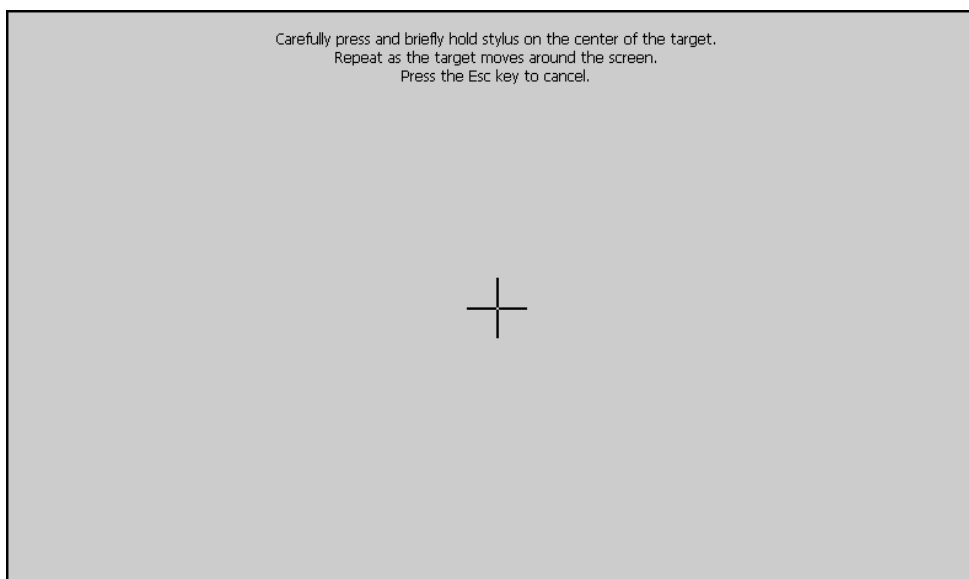 Carefully press and briefly hold stylus on the center of the target.
Repeat as the target moves around the screen.
Press the Esc key to cancel.